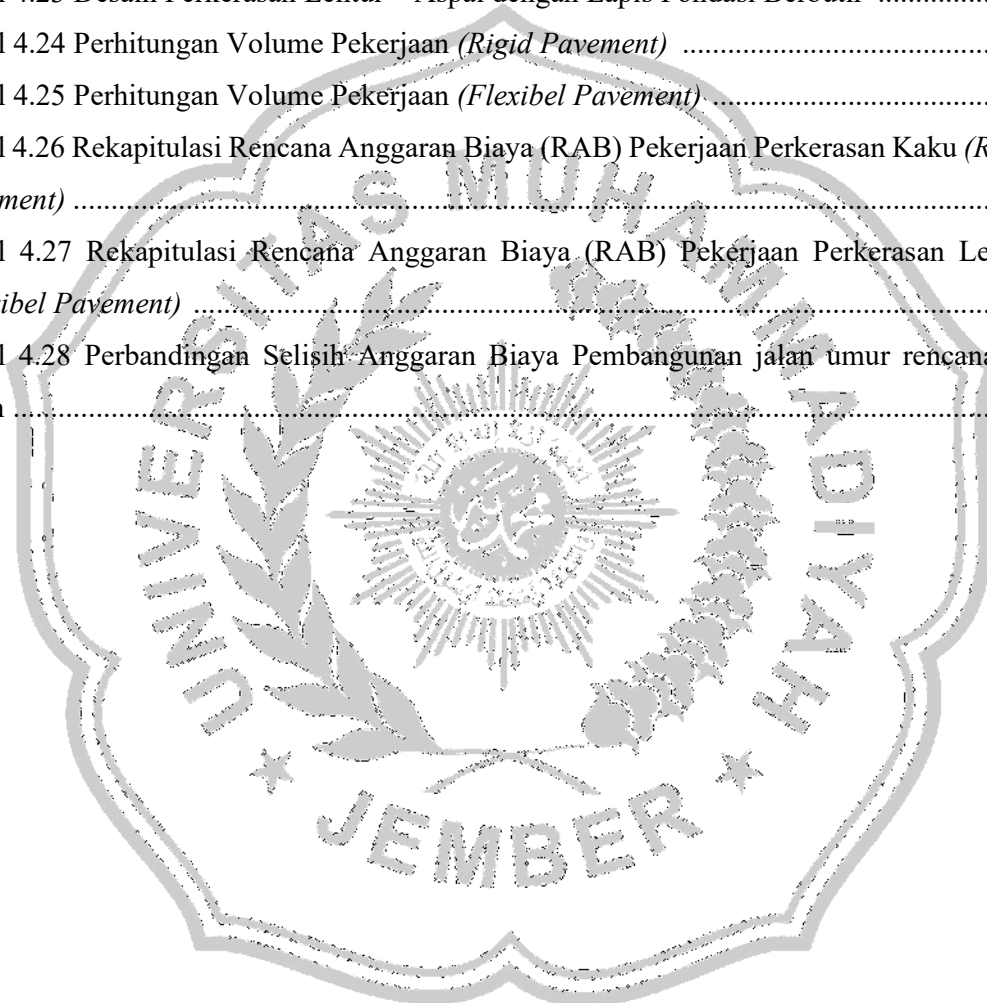 l 4.23 Desain Perkerasan Lentur – Aspal dengan Lapis Fondasi Berbutir ............
l 4.24 Perhitungan Volume Pekerjaan (Rigid Pavement) ............
l 4.25 Perhitungan Volume Pekerjaan (Flexibel Pavement) ............
l 4.26 Rekapitulasi Rencana Anggaran Biaya (RAB) Pekerjaan Perkerasan Kaku (R
ment) ............
l 4.27 Rekapitulasi Rencana Anggaran Biaya (RAB) Pekerjaan Perkerasan Le
ibel Pavement) ............
l 4.28 Perbandingan Selisih Anggaran Biaya Pembangunan jalan umur rencana
n ............
UNIVERSITAS MUHAMMADIYAH
JEMBER